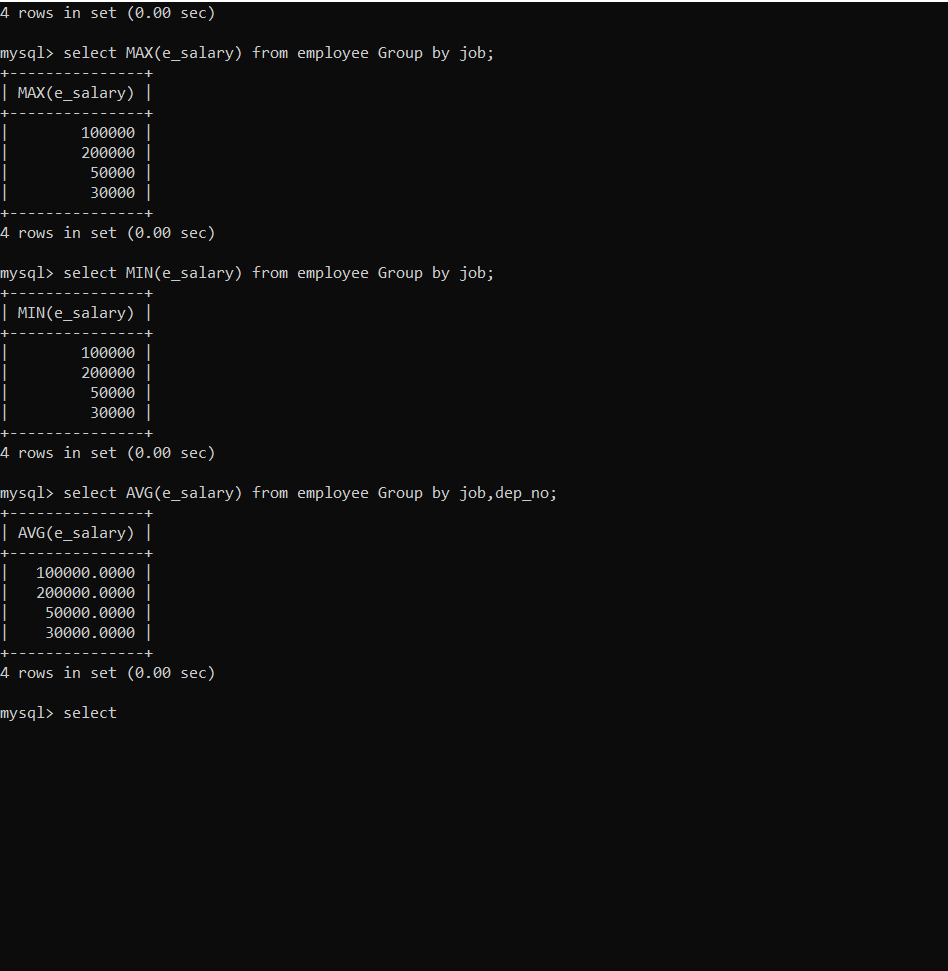 4 rows in set (0.00 sec)
mysql> select MAX(e_salary) from employee Group by job;
+---------------+
| MAX(e_salary) |
+---------------+
|        100000 |
|        200000 |
|         50000 |
|         30000 |
+---------------+
4 rows in set (0.00 sec)
mysql> select MIN(e_salary) from employee Group by job;
+---------------+
| MIN(e_salary) |
+---------------+
|        100000 |
|        200000 |
|         50000 |
|         30000 |
+---------------+
4 rows in set (0.00 sec)
mysql> select AVG(e_salary) from employee Group by job,dep_no;
+---------------+
| AVG(e_salary) |
+---------------+
|   100000.0000 |
|   200000.0000 |
|    50000.0000 |
|    30000.0000 |
+---------------+
4 rows in set (0.00 sec)
mysql> select